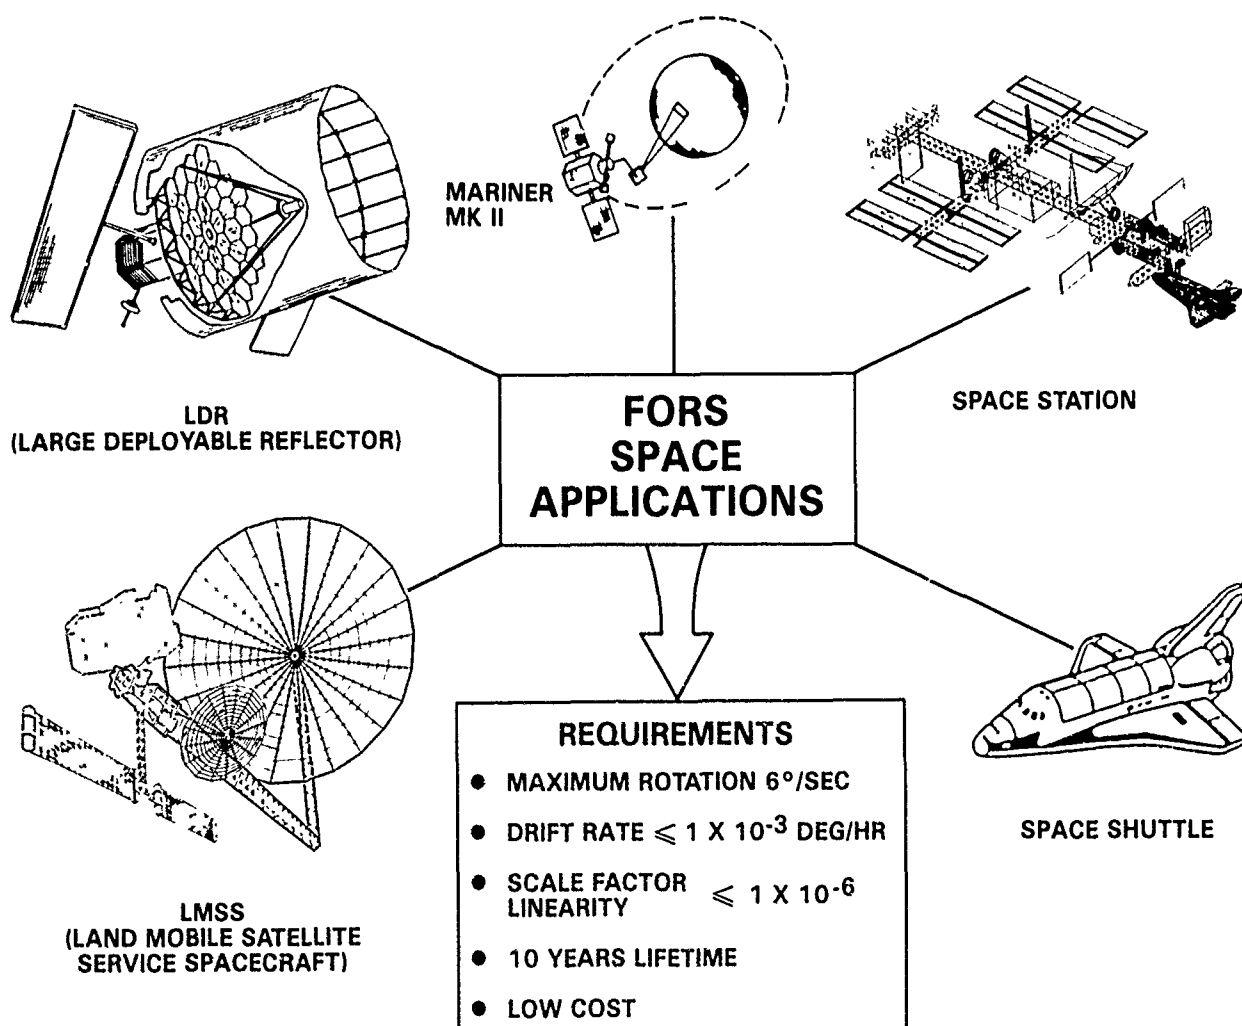 MARINER
MK II
LDR
(LARGE DEPLOYABLE REFLECTOR)
FORS
SPACE
APPLICATIONS
SPACE STATION
LMSS
(LAND MOBILE SATELLITE
SERVICE SPACECRAFT)
REQUIREMENTS
● MAXIMUM ROTATION 6°/SEC
● DRIFT RATE ⩽ 1 X 10⁻³ DEG/HR
● SCALE FACTOR
LINEARITY ⩽ 1 X 10⁻⁶
● 10 YEARS LIFETIME
● LOW COST
SPACE SHUTTLE